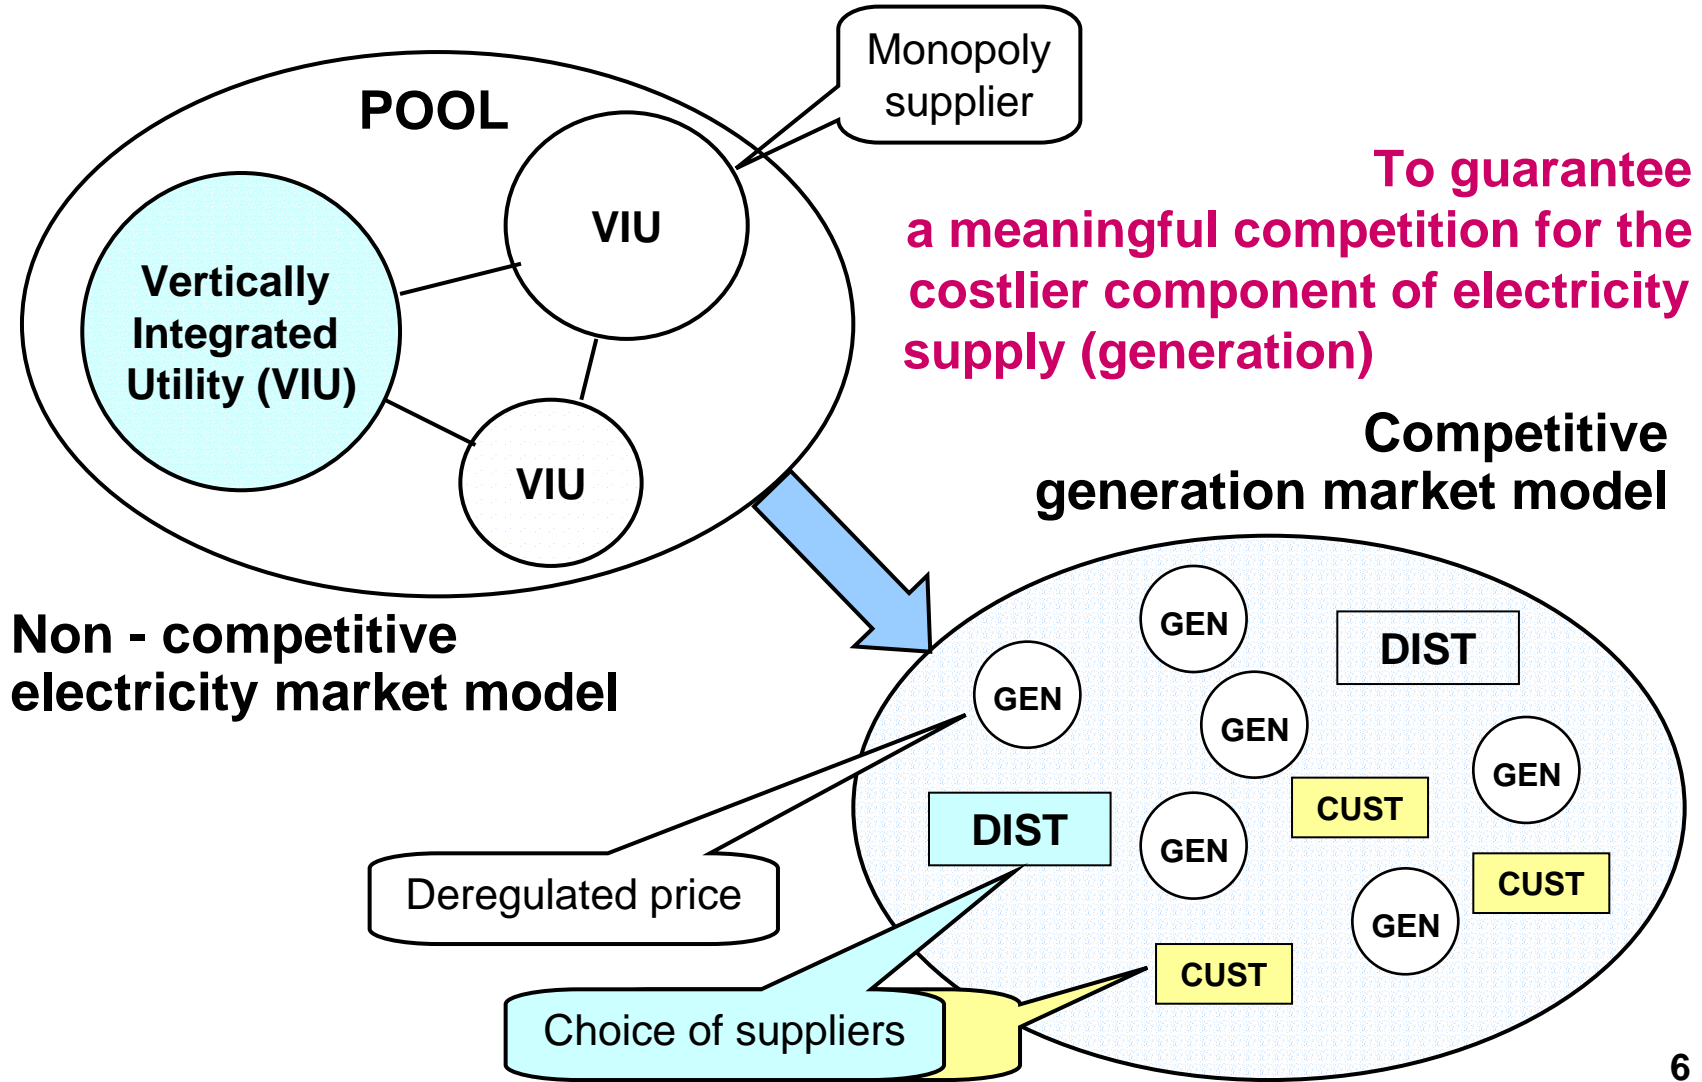 Monopoly
supplier
POOL
VIU
Vertically
Integrated
Utility (VIU)
VIU
To guarantee
a meaningful competition for the
costlier component of electricity
supply (generation)
Competitive
generation market model
Non - competitive
electricity market model
GEN
DIST
GEN
GEN
GEN
CUST
DIST
GEN
CUST
GEN
CUST
Deregulated price
Choice of suppliers
6